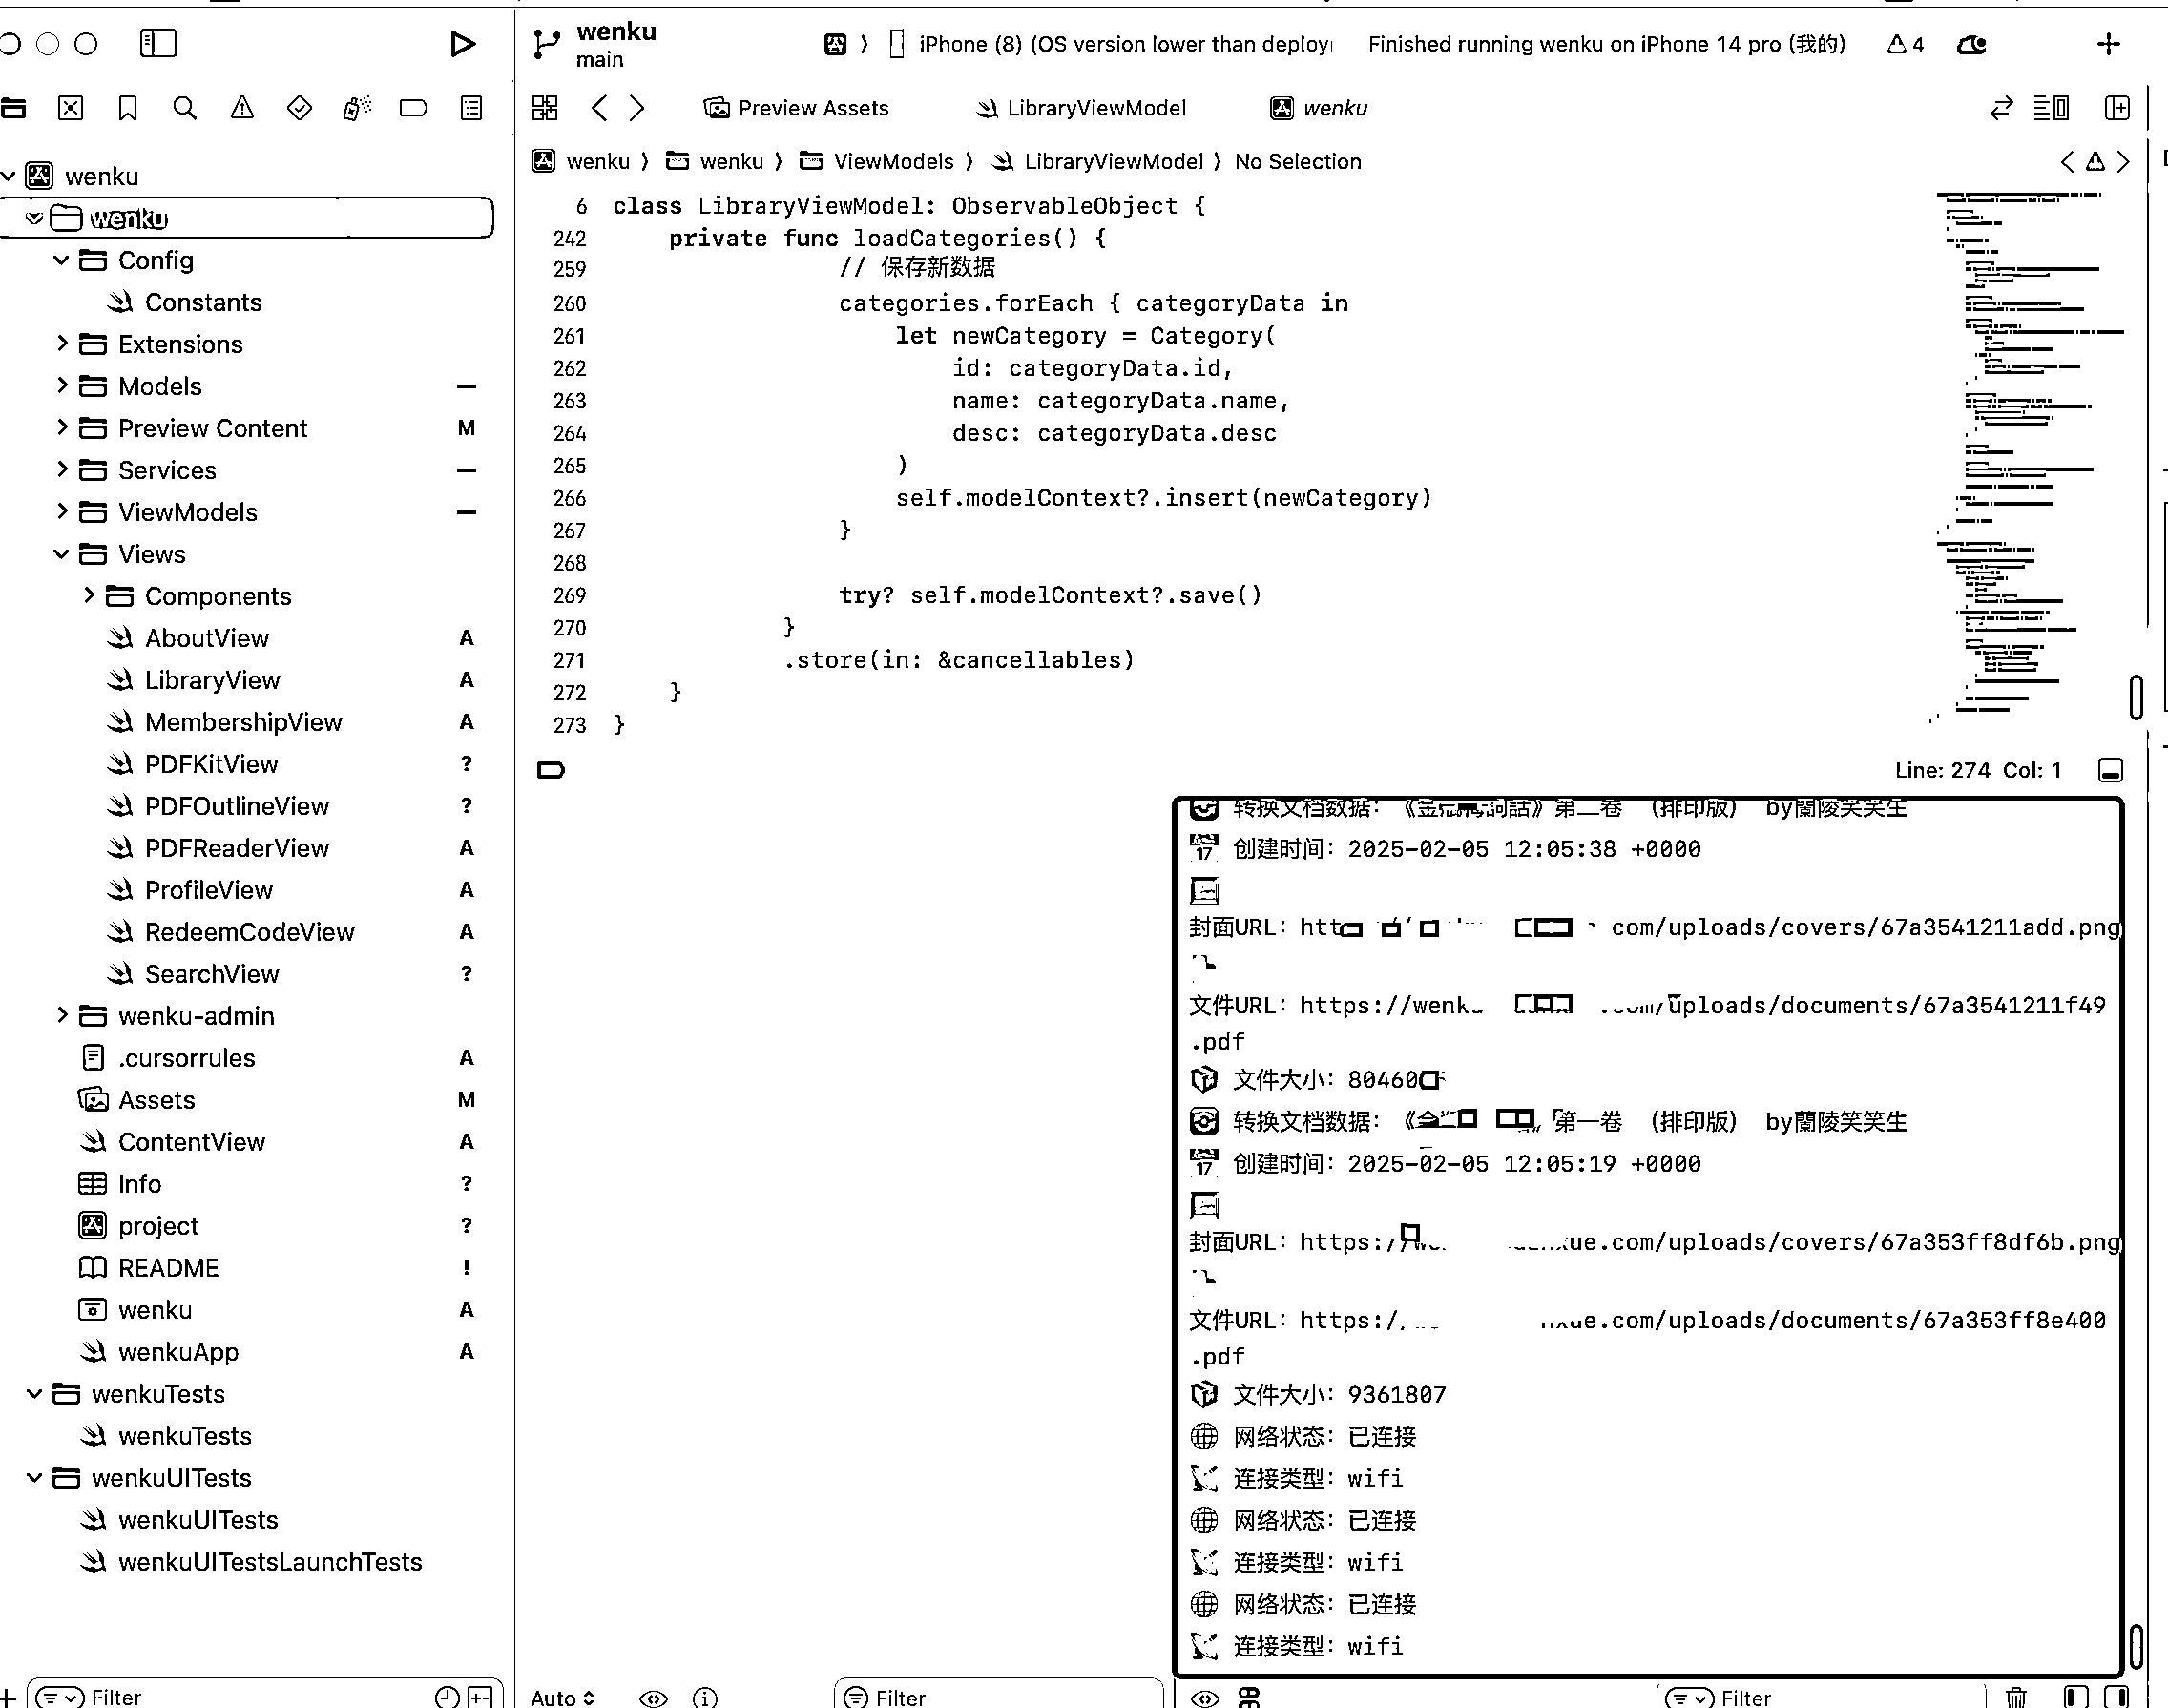 wenku
main
iPhone (8) (OS version lower than deploy
Finished running wenku on iPhone 14 pro (我的)
4
Preview Assets
LibraryViewModel
wenku
wenku
wenku
ViewModels
LibraryViewModel
No Selection
wenku
wenku
Config
Constants
Extensions
Models
Preview Content M
Services
ViewModels
Views
Components
AboutView A
LibraryView A
MembershipView A
PDFKitView ?
PDFOutlineView ?
PDFReaderView A
ProfileView A
RedeemCodeView A
SearchView ?
wenku-admin
.cursorrules A
Assets M
ContentView A
Info ?
project ?
README !
wenku A
wenkuApp A
wenkuTests
wenkuTests
wenkuUITests
wenkuUITests
wenkuUITestsLaunchTests
Filter
6 class LibraryViewModel: ObservableObject {
242 private func loadCategories() {
259 // 保存新数据
260 categories.forEach { categoryData in
261 let newCategory = Category(
262 id: categoryData.id,
263 name: categoryData.name,
264 desc: categoryData.desc
265 )
266 self.modelContext?.insert(newCategory)
267 }
268
269 try? self.modelContext?.save()
270 }
271 .store(in: &cancellables)
272 }
273 }
Line: 274 Col: 1
转换文档数据: 《金 詞話》第二卷 (排印版) by蘭陵笑笑生
17 创建时间: 2025-02-05 12:05:38 +0000
封面URL: htt com/uploads/covers/67a3541211add.png
文件URL: https://wenku .com/uploads/documents/67a3541211f49
.pdf
文件大小: 80460
转换文档数据: 《金 第一卷 (排印版) by蘭陵笑笑生
17 创建时间: 2025-02-05 12:05:19 +0000
封面URL: https:// xue.com/uploads/covers/67a353ff8df6b.png
文件URL: https:/ xue.com/uploads/documents/67a353ff8e400
.pdf
文件大小: 9361807
网络状态: 已连接
连接类型: wifi
网络状态: 已连接
连接类型: wifi
网络状态: 已连接
连接类型: wifi
Auto
Filter
Filter